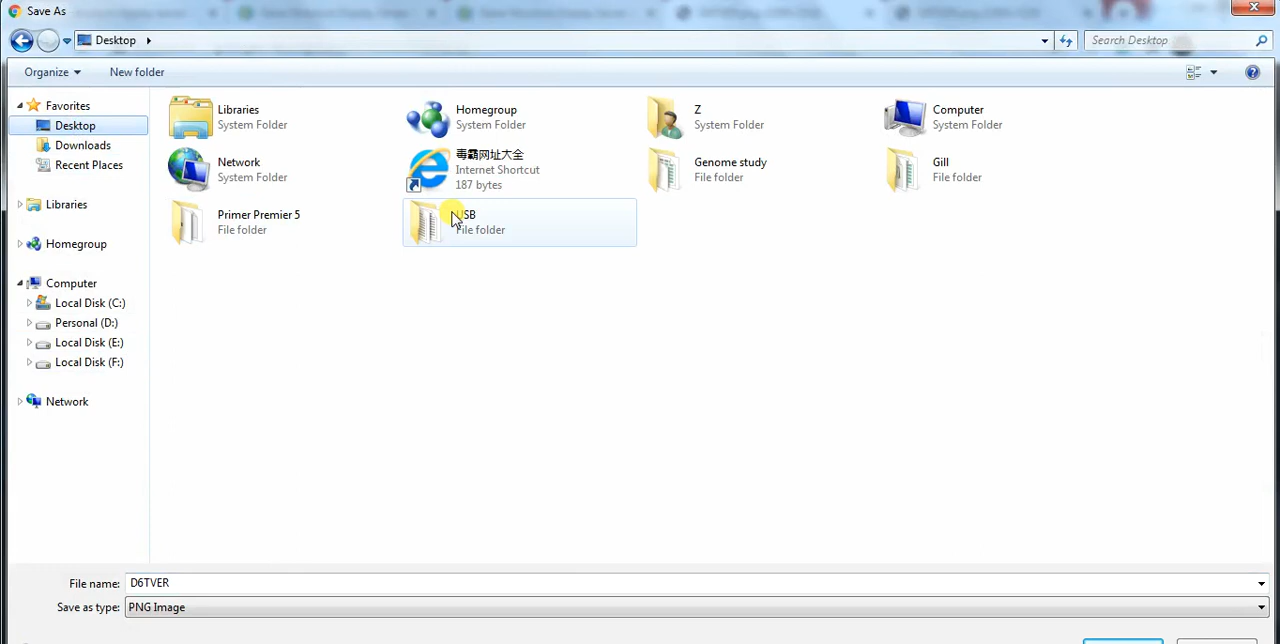 Save As
Desktop
Search Desktop
Organize
New folder
Favorites
Desktop
Downloads
Recent Places
Libraries
Homegroup
Computer
Local Disk (C:)
Personal (D:)
Local Disk (E:)
Local Disk (F:)
Network
Libraries
System Folder
Homegroup
System Folder
Z
System Folder
Computer
System Folder
Network
System Folder
毒霸网址大全
Internet Shortcut
187 bytes
Genome study
File folder
Gill
File folder
Primer Premier 5
File folder
USB
File folder
File name: D6TVER
Save as type: PNG Image